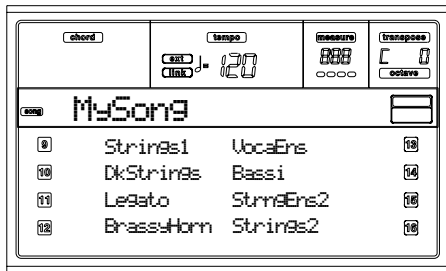 chord tempo measure transpose
ext link = 120 888 C 0
octave
song MySong
9 Strings1 VocaEns 13
10 DkStrings Bassi 14
11 Legato StrngEns2 15
12 BrassyHorn Strings2 16